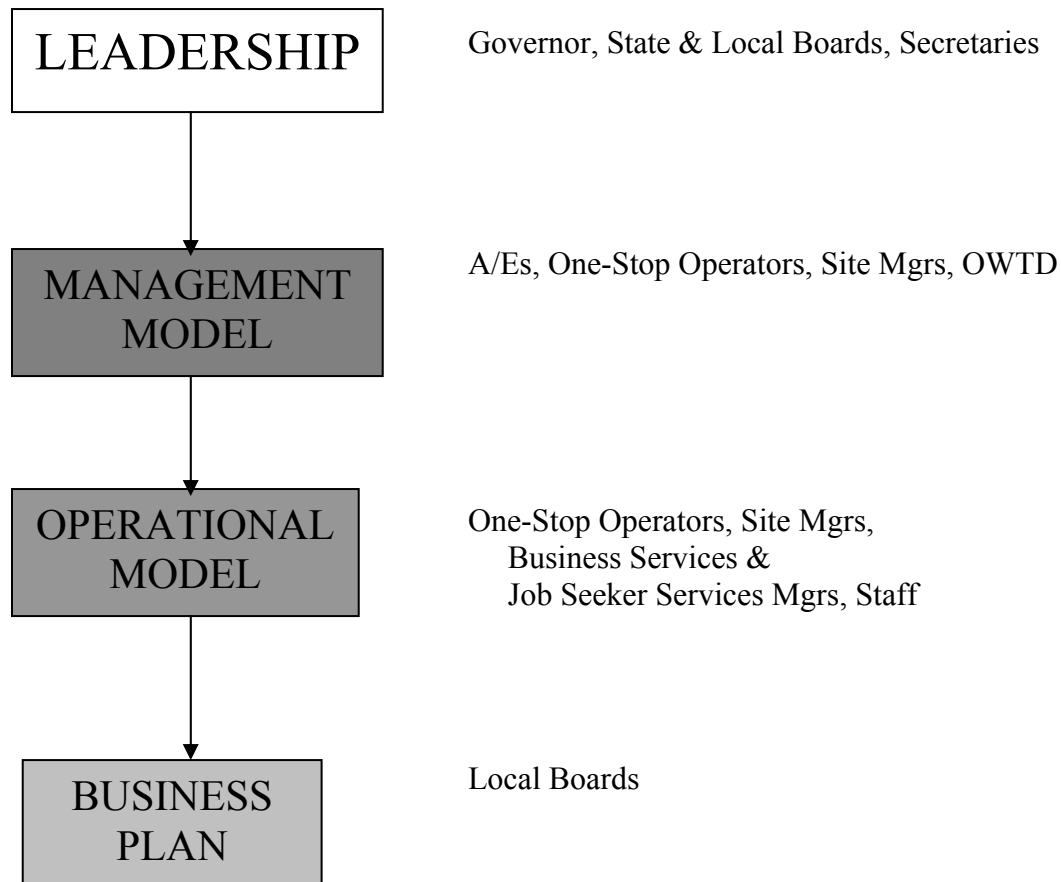 LEADERSHIP
Governor, State & Local Boards, Secretaries
MANAGEMENT
MODEL
A/Es, One-Stop Operators, Site Mgrs, OWTD
OPERATIONAL
MODEL
One-Stop Operators, Site Mgrs,
Business Services &
Job Seeker Services Mgrs, Staff
BUSINESS
PLAN
Local Boards